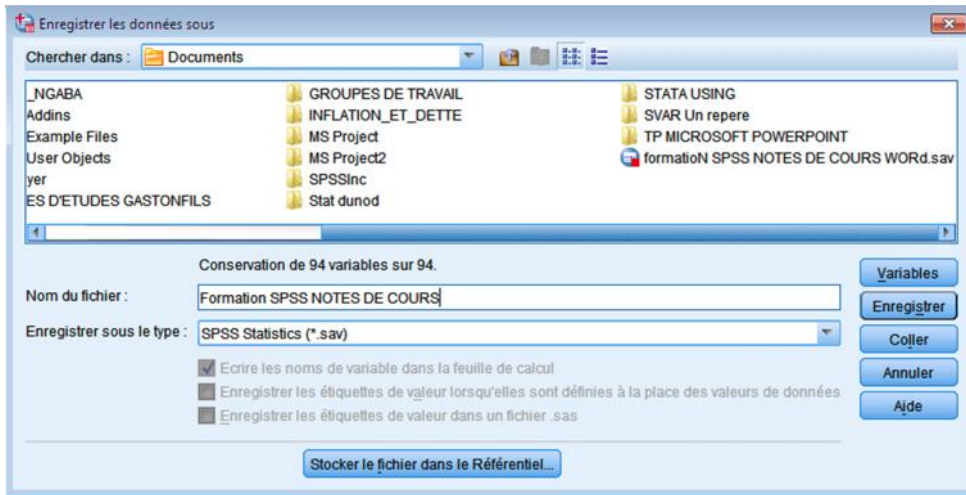 Enregistrer les données sous
Chercher dans : Documents
_NGABA
Addins
Example Files
User Objects
yer
ES D'ETUDES GASTONFILS
GROUPES DE TRAVAIL
INFLATION_ET_DETTE
MS Project
MS Project2
SPSSInc
Stat dunod
STATA USING
SVAR Un repere
TP MICROSOFT POWERPOINT
formatioN SPSS NOTES DE COURS WORd.sav
Conservation de 94 variables sur 94.
Nom du fichier : Formation SPSS NOTES DE COURS
Enregistrer sous le type : SPSS Statistics (*.sav)
Ecrire les noms de variable dans la feuille de calcul
Enregistrer les étiquettes de valeur lorsqu'elles sont définies à la place des valeurs de données
Enregistrer les étiquettes de valeur dans un fichier .sas
Variables
Enregistrer
Coller
Annuler
Aide
Stocker le fichier dans le Référentiel...